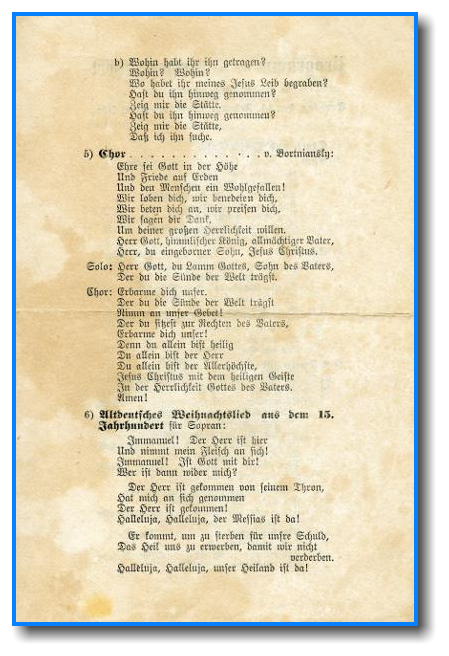 b) Wohin habt ihr ihn getragen?
Wohin? Wohin?
Wo habet ihr meines Jesus Leib begraben?
Hast du ihn hinweg genommen?
Zeig mir die Stätte.
Hast du ihn hinweg genommen?
Zeig mir die Stätte,
Daß ich ihn suche.
5) Chor . . . . . . . . . . . . . v. Bortniansky:
Ehre sei Gott in der Höhe
Und Friede auf Erden
Und den Menschen ein Wohlgefallen!
Wir loben dich, wir benedeien dich,
Wir beten dich an, wir preisen dich,
Wir sagen dir Dank,
Um deiner großen Herrlichkeit willen.
Herr Gott, himmlischer König, allmächtiger Vater,
Herr, du eingeborner Sohn, Jesus Christus.
Solo: Herr Gott, du Lamm Gottes, Sohn des Vaters,
Der du die Sünde der Welt trägst.
Chor: Erbarme dich unser.
Der du die Sünde der Welt trägst
Nimm an unser Gebet!
Der du sitzest zur Rechten des Vaters,
Erbarme dich unser!
Denn du allein bist heilig
Du allein bist der Herr
Du allein bist der Allerhöchste,
Jesus Christus mit dem heiligen Geiste
In der Herrlichkeit Gottes des Vaters.
Amen!
6) Altdeutsches Weihnachtslied aus dem 15.
Jahrhundert für Sopran:
Immanuel! Der Herr ist hier
Und nimmt mein Fleisch an sich!
Immanuel! Ist Gott mit dir!
Wer ist dann wider mich?
Der Herr ist gekommen von seinem Thron,
Hat mich an sich genommen
Der Herr ist gekommen!
Halleluja, Halleluja, der Messias ist da!
Er kommt, um zu sterben für unsre Schuld,
Das Heil uns zu erwerben, damit wir nicht
verderben.
Halleluja, Halleluja, unser Heiland ist da!